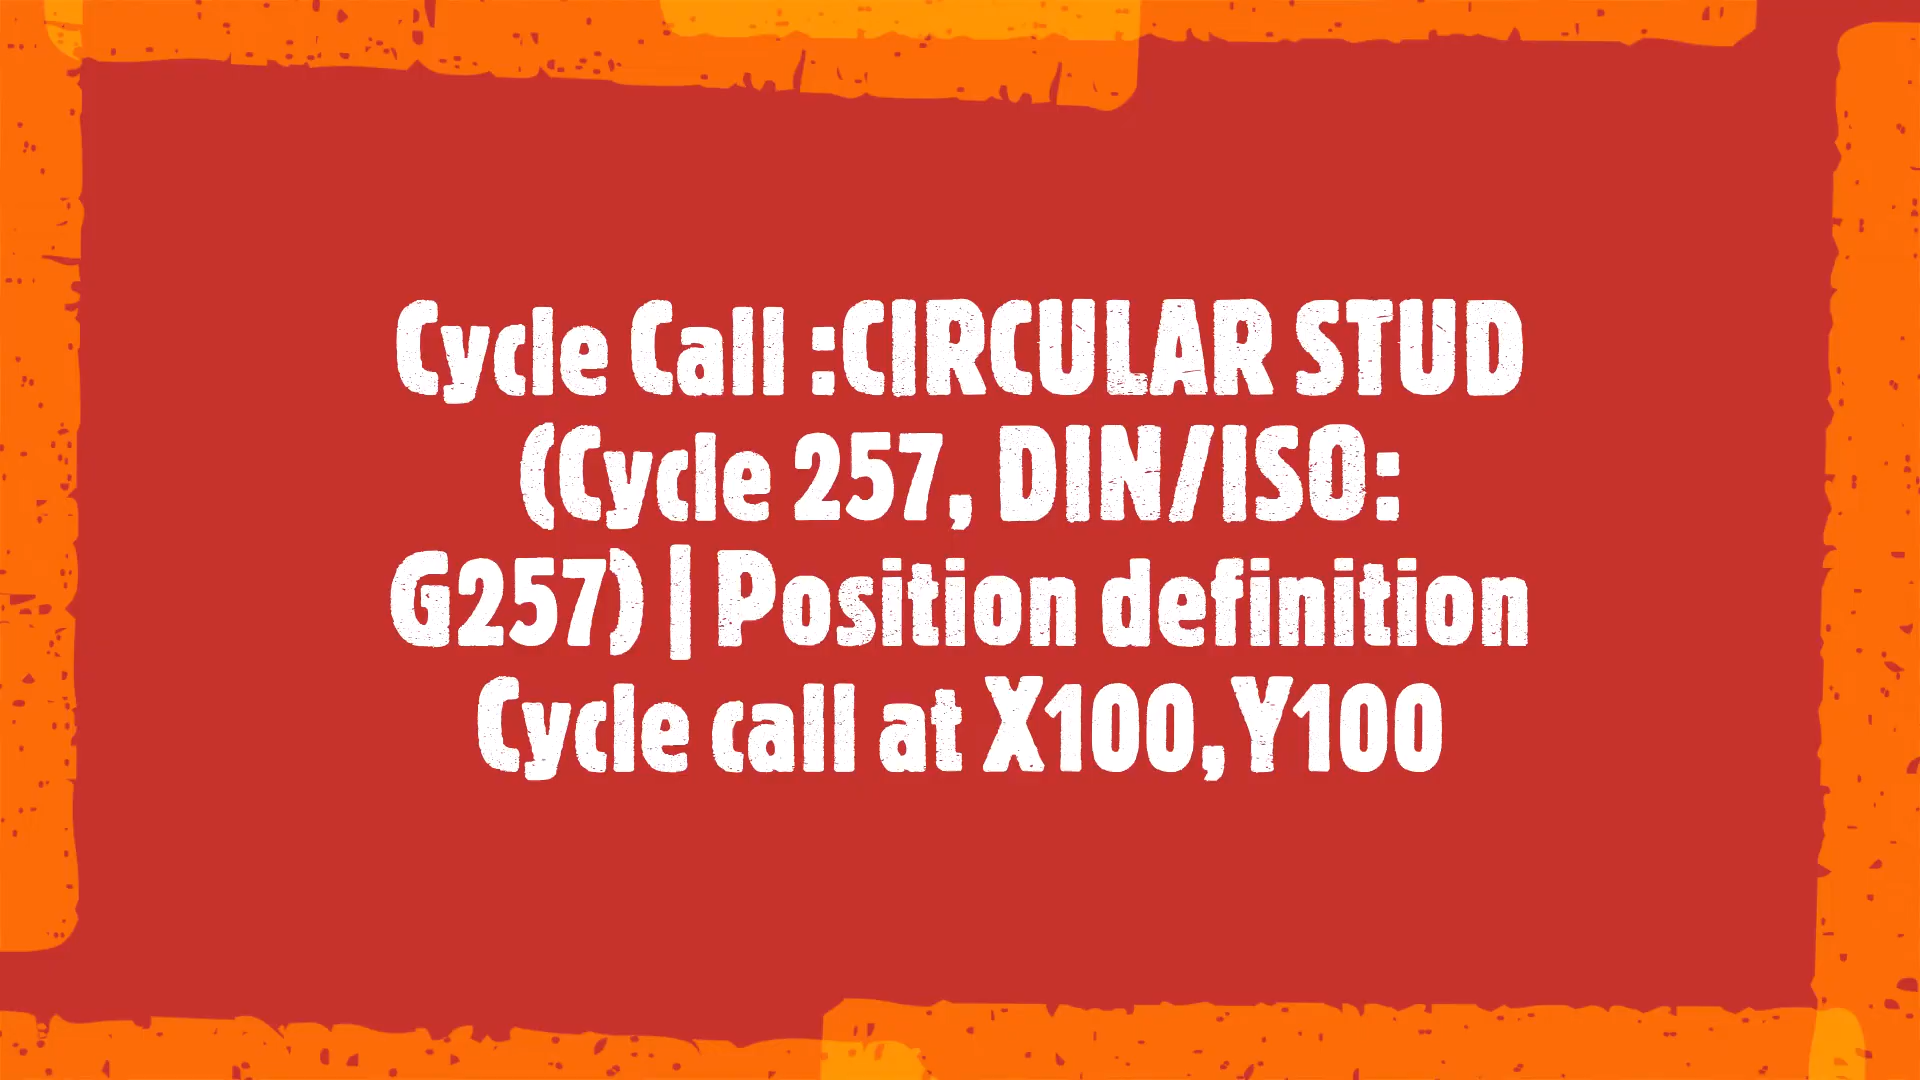 Cycle Call :CIRCULAR STUD
(Cycle 257, DIN/ISO:
G257) | Position definition
Cycle call at X100,Y100